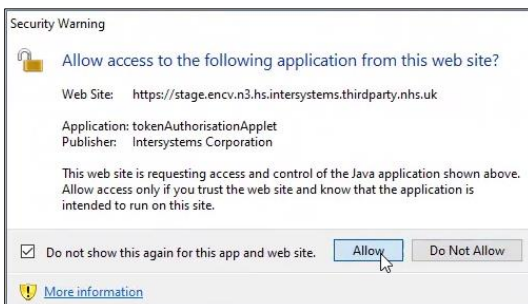 Security Warning
Allow access to the following application from this web site?
Web Site: https://stage.encv.n3.hs.intersystems.thirdparty.nhs.uk
Application: tokenAuthorisationApplet
Publisher: Intersystems Corporation
This web site is requesting access and control of the Java application shown above.
Allow access only if you trust the web site and know that the application is
intended to run on this site.
Do not show this again for this app and web site. Allow Do Not Allow
More information